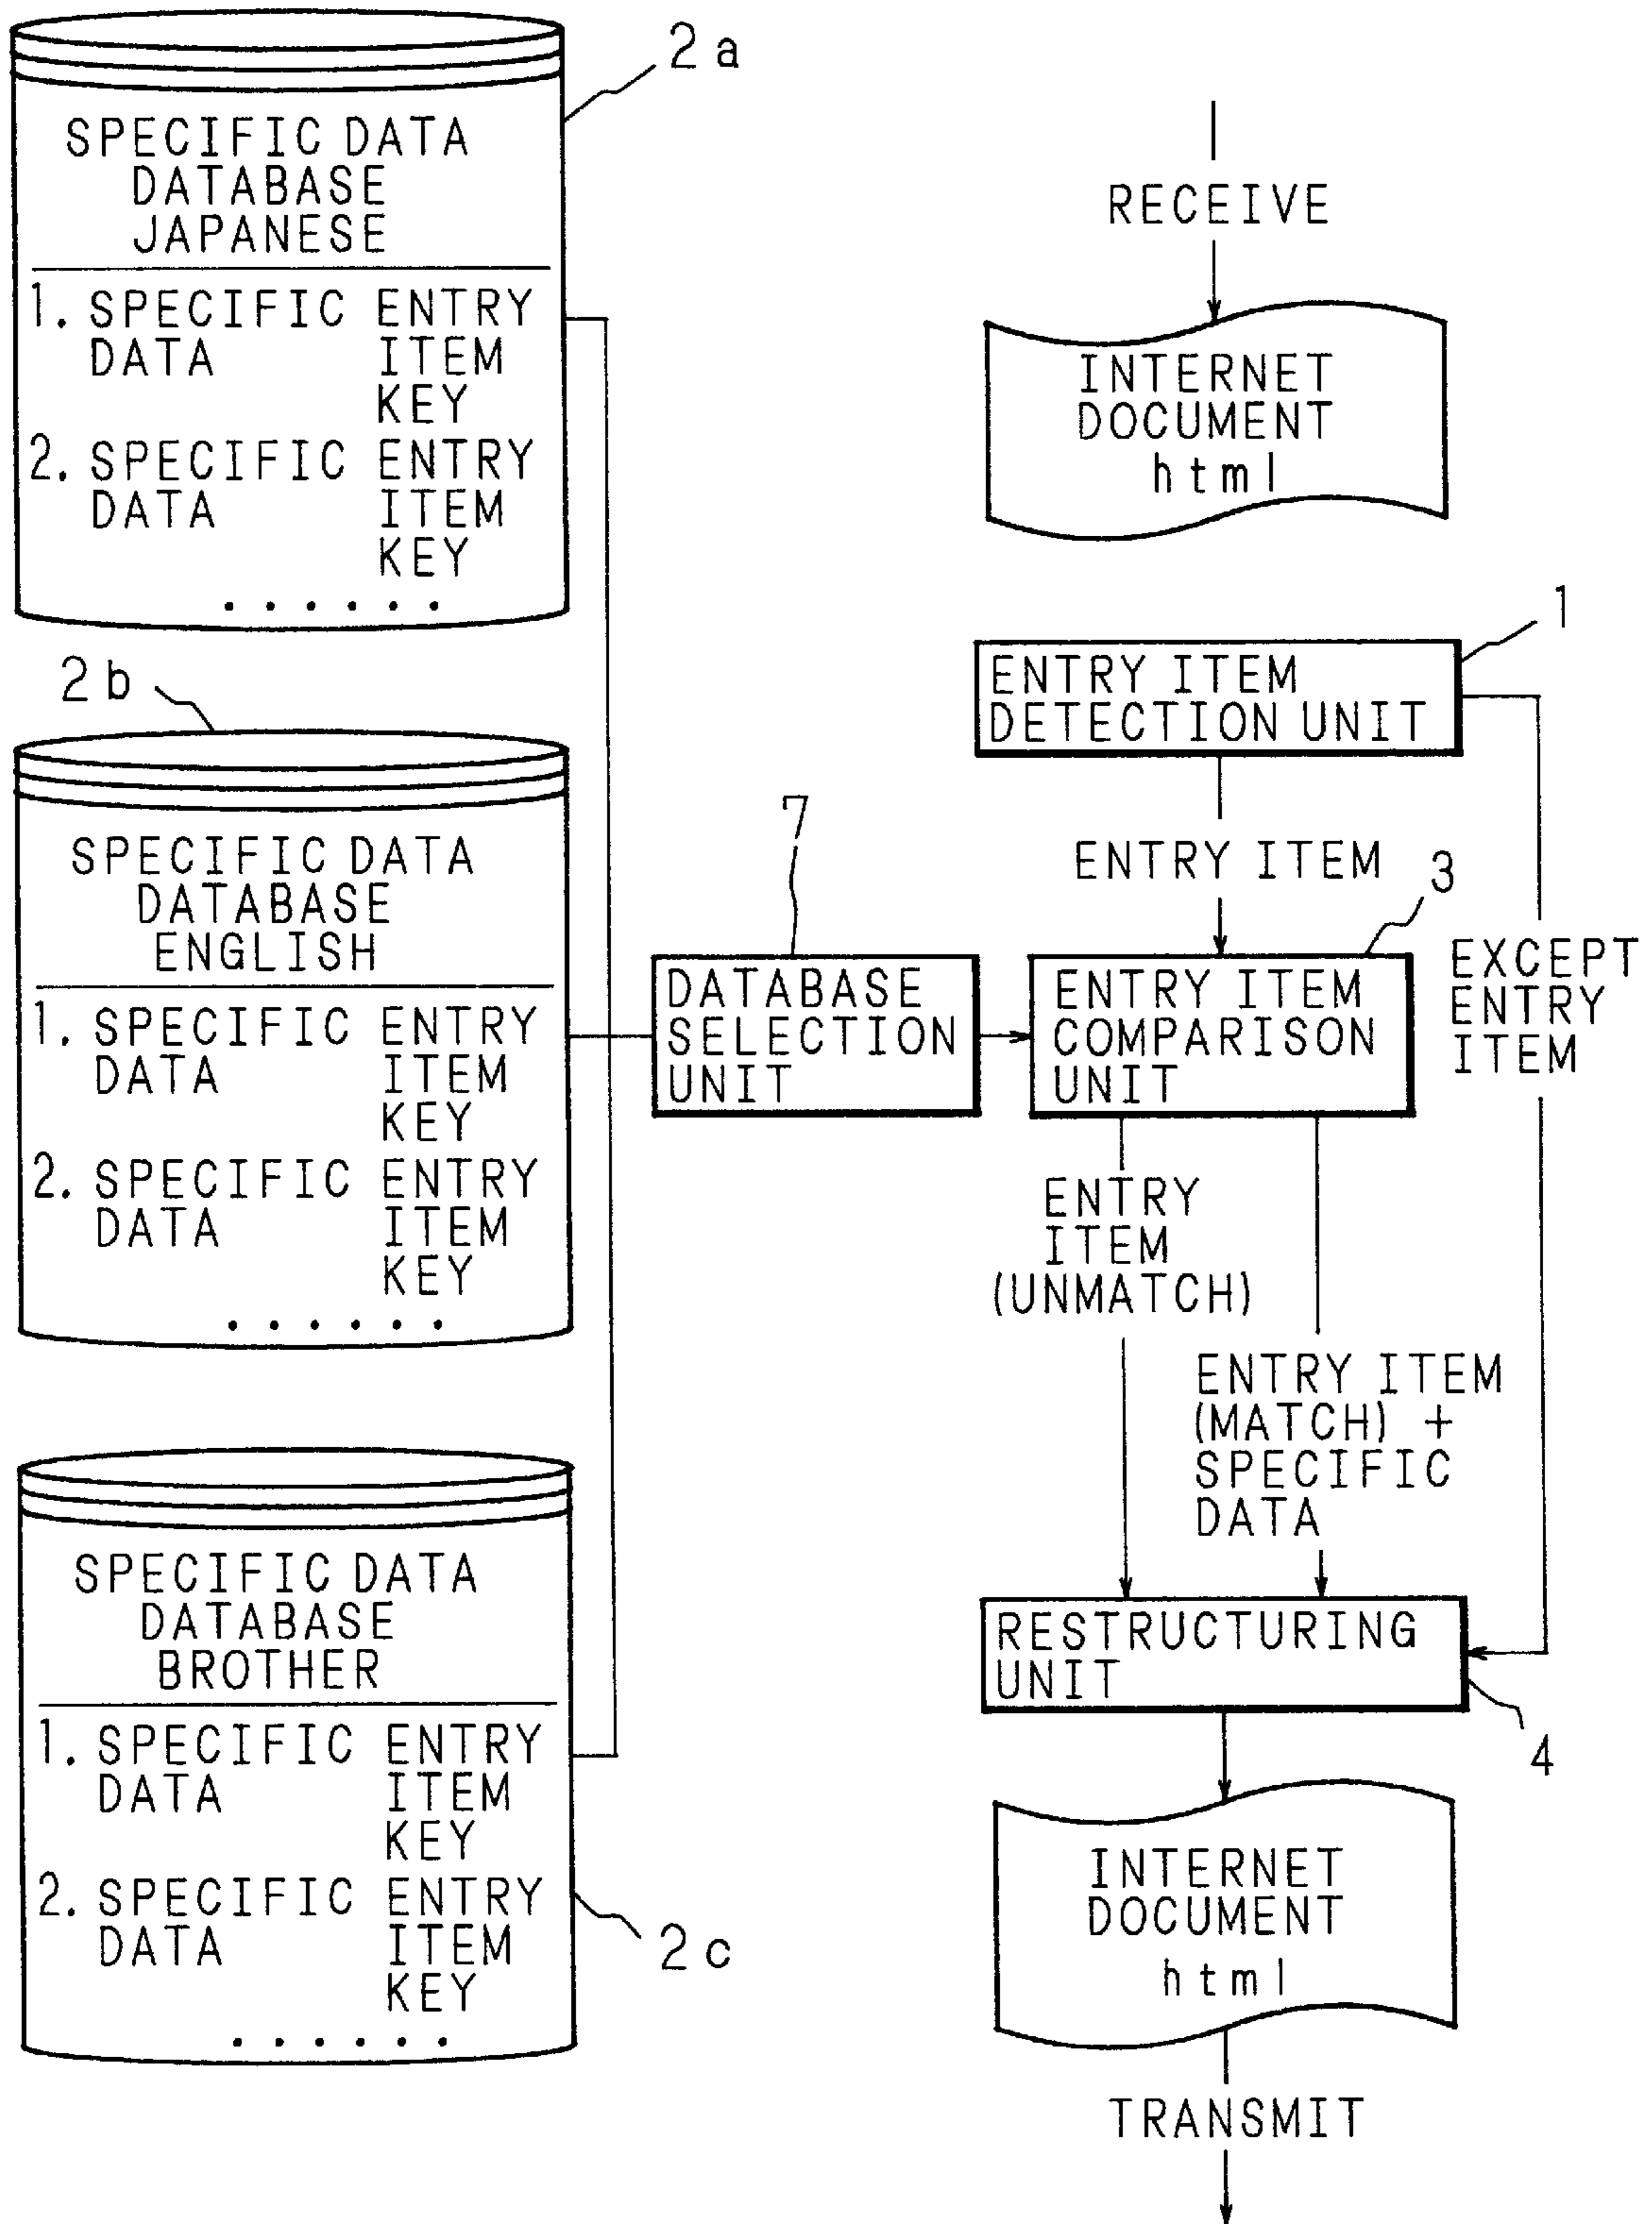 2a
SPECIFIC DATA
DATABASE
JAPANESE
1. SPECIFIC ENTRY
DATA ITEM
KEY
2. SPECIFIC ENTRY
DATA ITEM
KEY
......
2b
SPECIFIC DATA
DATABASE
ENGLISH
1. SPECIFIC ENTRY
DATA ITEM
KEY
2. SPECIFIC ENTRY
DATA ITEM
KEY
......
SPECIFIC DATA
DATABASE
BROTHER
1. SPECIFIC ENTRY
DATA ITEM
KEY
2. SPECIFIC ENTRY
DATA ITEM
KEY
......
2c
7
DATABASE
SELECTION
UNIT
RECEIVE
INTERNET
DOCUMENT
html
1
ENTRY ITEM
DETECTION UNIT
ENTRY ITEM
3
ENTRY ITEM
COMPARISON
UNIT
EXCEPT
ENTRY
ITEM
ENTRY
ITEM
(UNMATCH)
ENTRY ITEM
(MATCH) +
SPECIFIC
DATA
RESTRUCTURING
UNIT
4
INTERNET
DOCUMENT
html
TRANSMIT